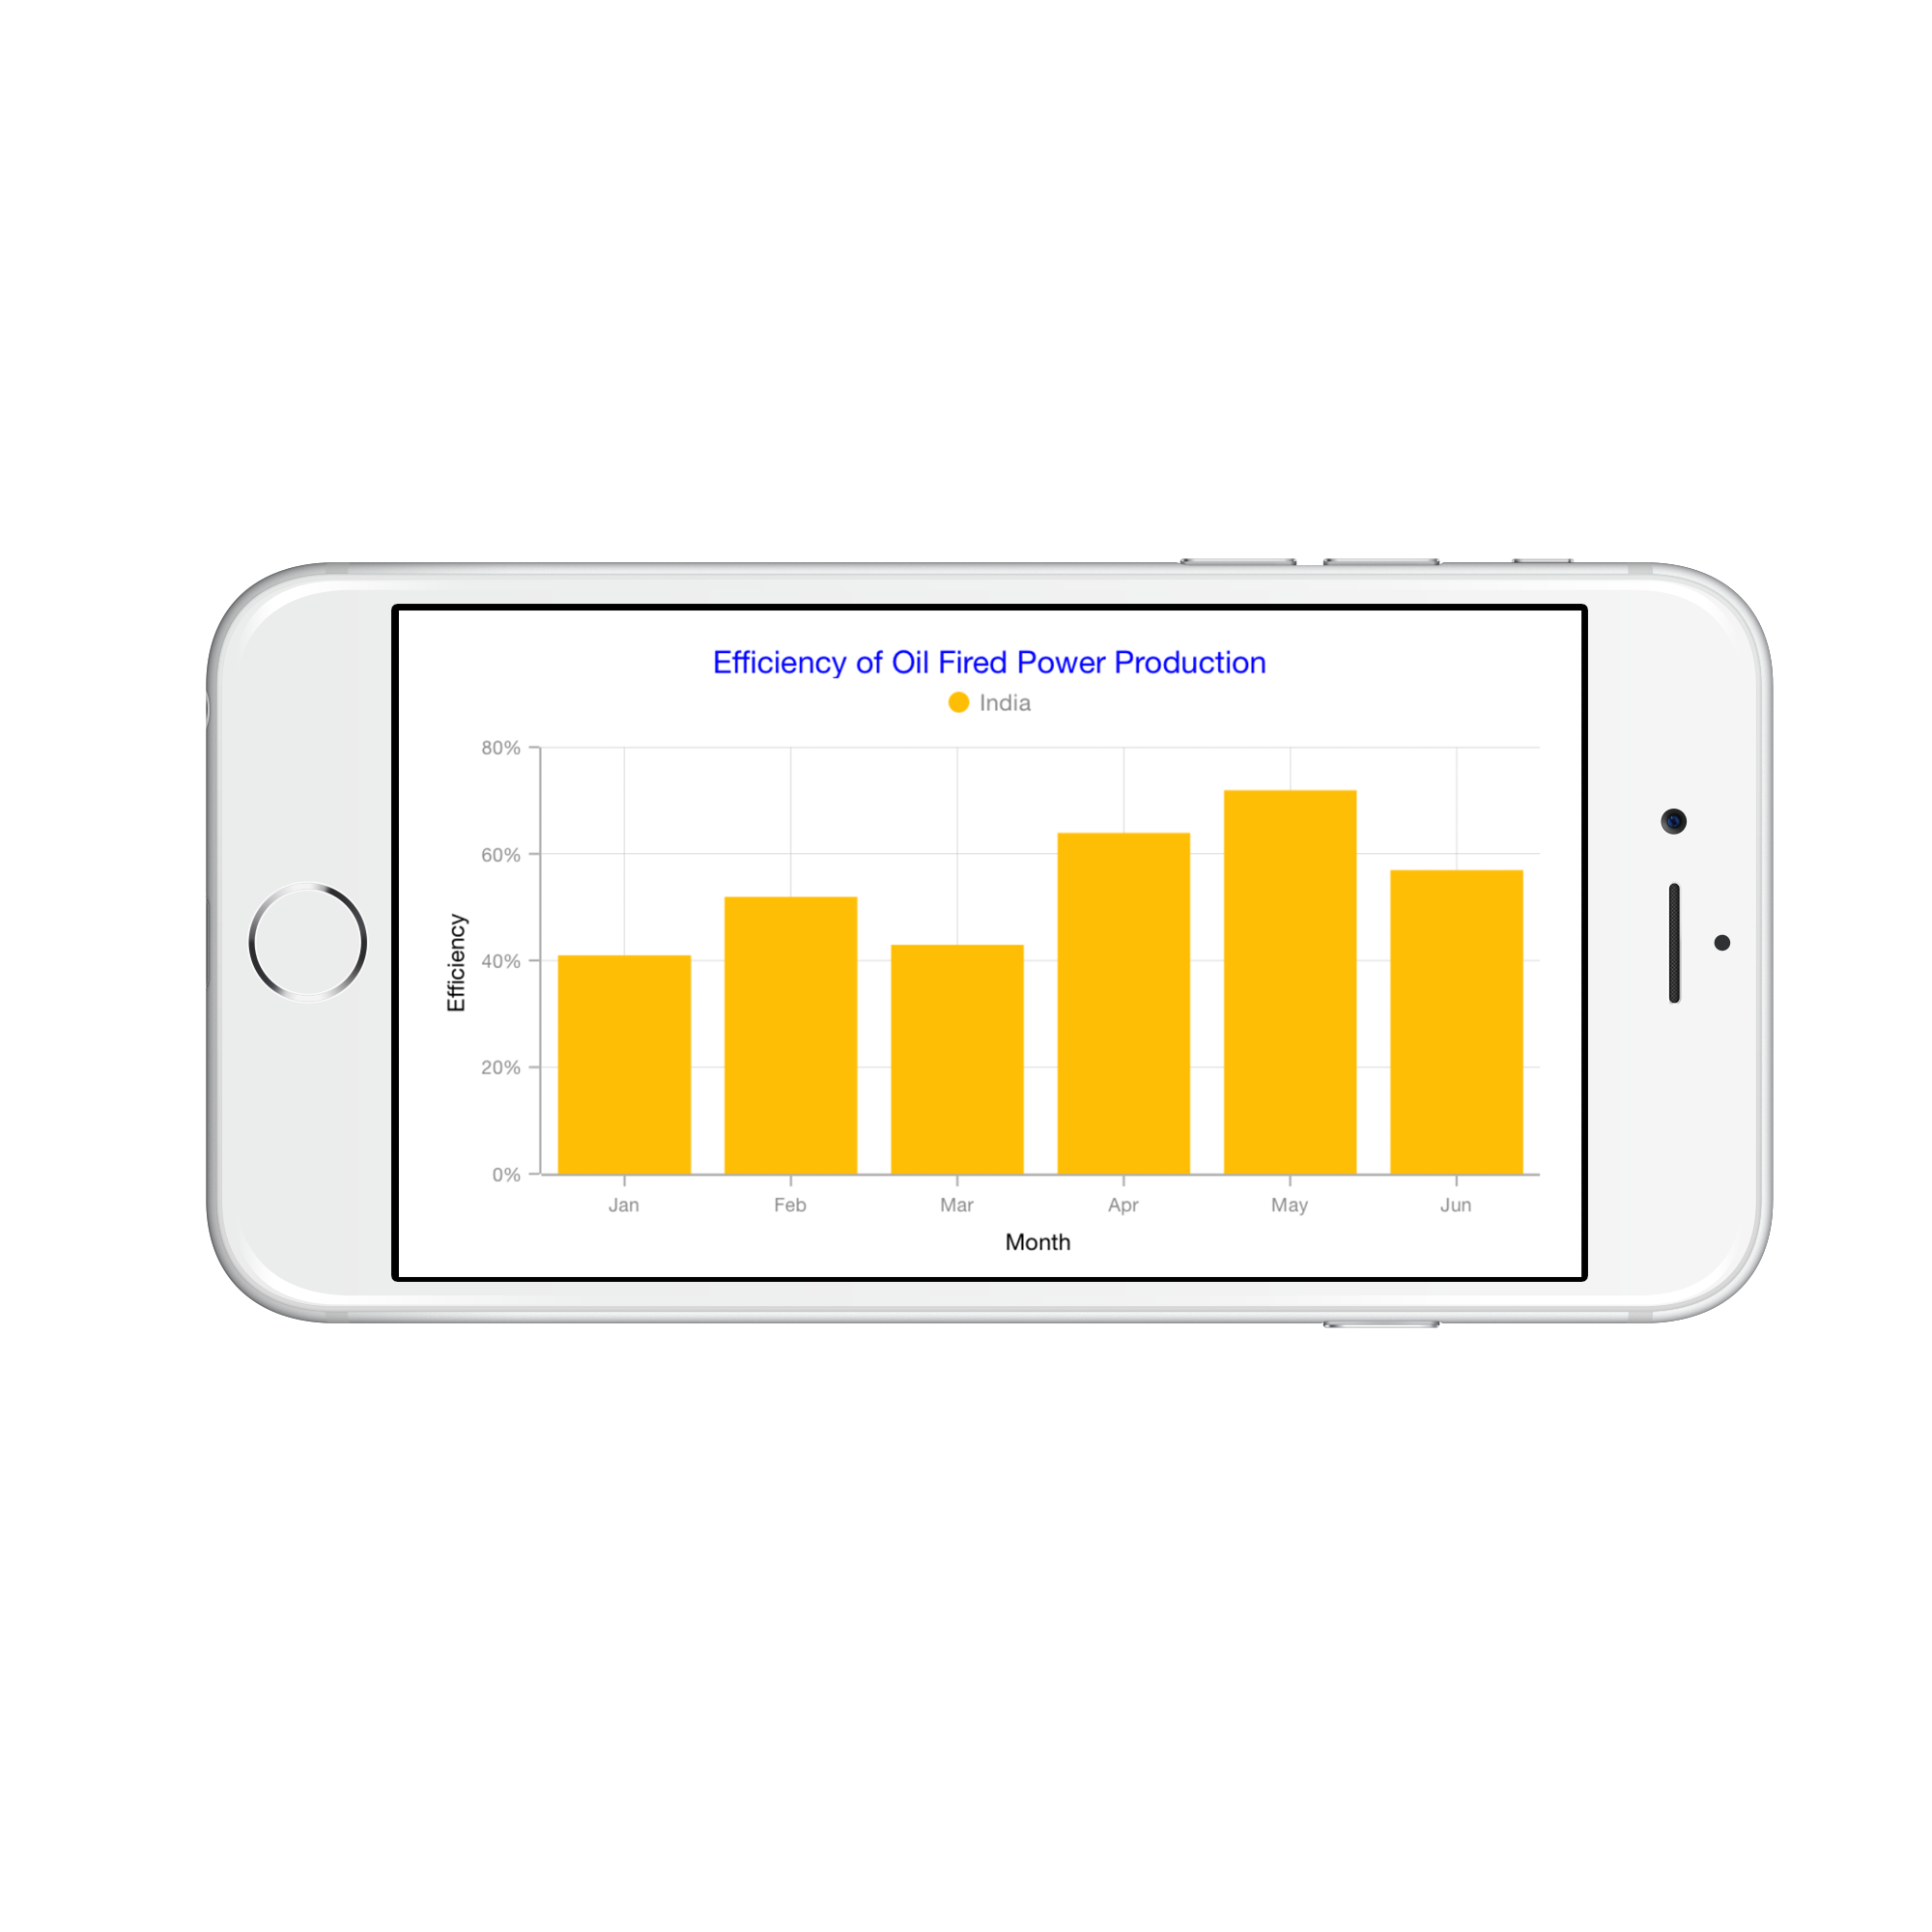 Efficiency of Oil Fired Power Production
India
80%
60%
40%
20%
0%
Efficiency
Jan Feb Mar Apr May Jun
Month